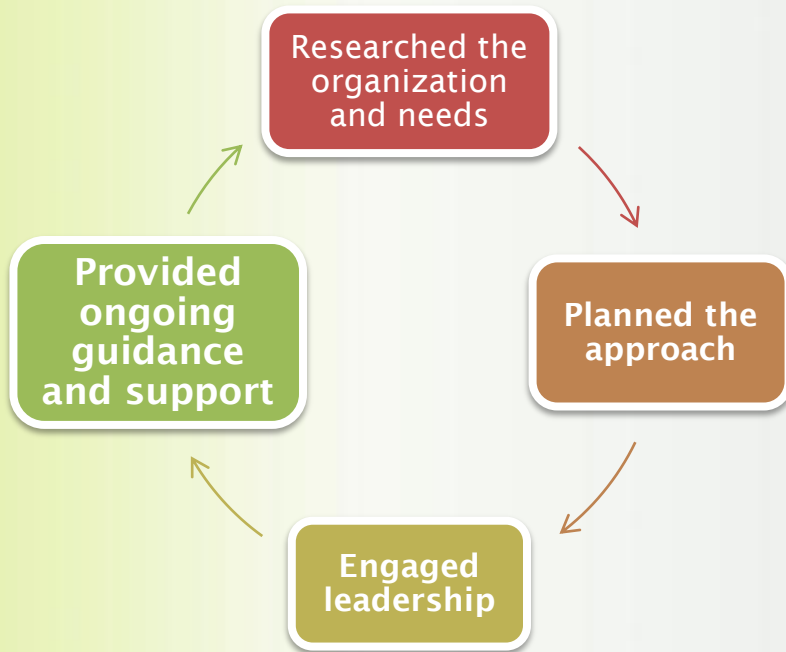 Researched the
organization
and needs
Planned the
approach
Engaged
leadership
Provided
ongoing
guidance
and support